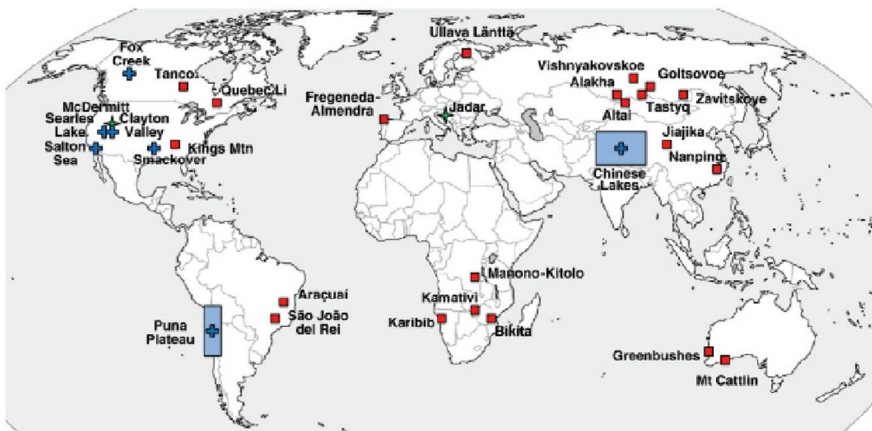 Ullava Länttä
Fox
Creek
Tanco
Quebec Li
Vishnyakovskoe
Goltsovoe
Alakha
Altai
Tastyq
Zavitskoye
McDermitt
Searles
Lake
Clayton
Valley
Salton
Sea
Smackover
Kings Mtn
Fregeneda-
Almendra
Jadar
Jiajika
Nanping
Chinese
Lakes
Manono-Kitolo
Kamativi
Karibib
Bikita
Araçuaí
São João
del Rei
Puna
Plateau
Greenbushes
Mt Cattlin